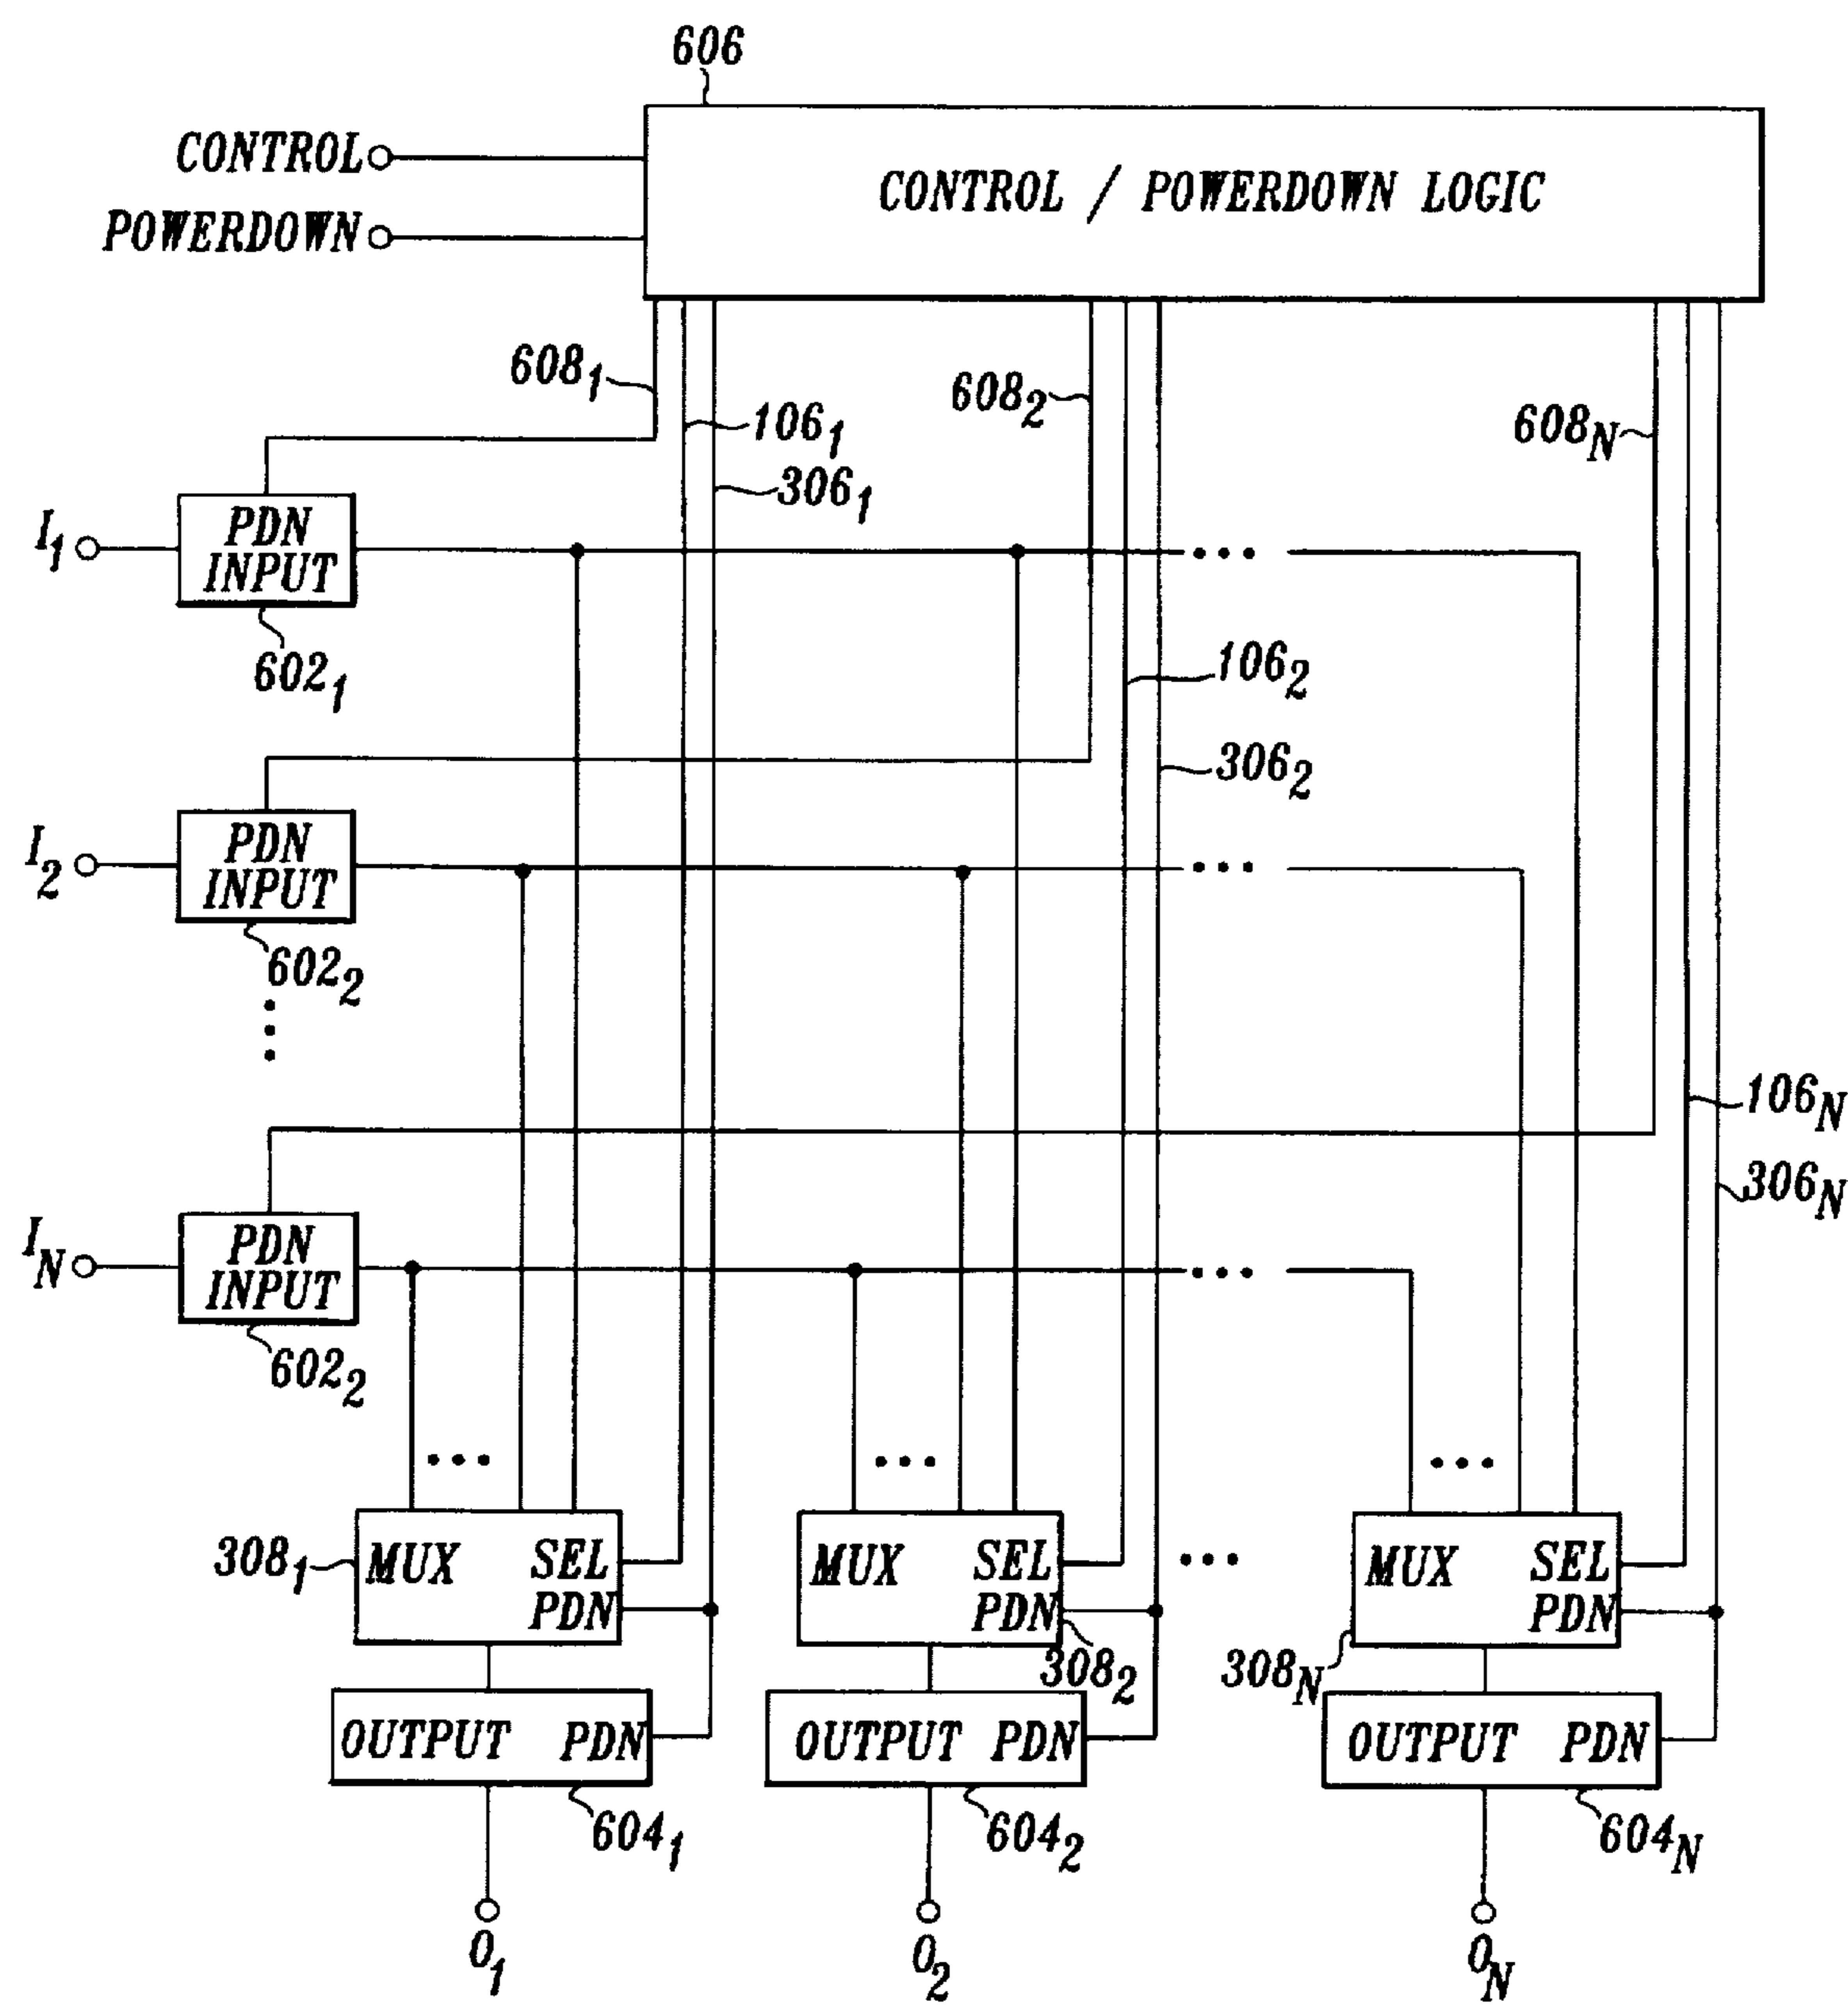 606
CONTROL
POWERDOWN
CONTROL / POWERDOWN LOGIC
608₁
106₁
306₁
608₂
608N
I₁
PDN
INPUT
602₁
106₂
306₂
I₂
PDN
INPUT
602₂
106N
306N
IN
PDN
INPUT
602₂
308₁
MUX
SEL
PDN
MUX
SEL
PDN
308₂
MUX
SEL
PDN
308N
OUTPUT PDN
604₁
OUTPUT PDN
604₂
OUTPUT PDN
604N
O₁
O₂
ON